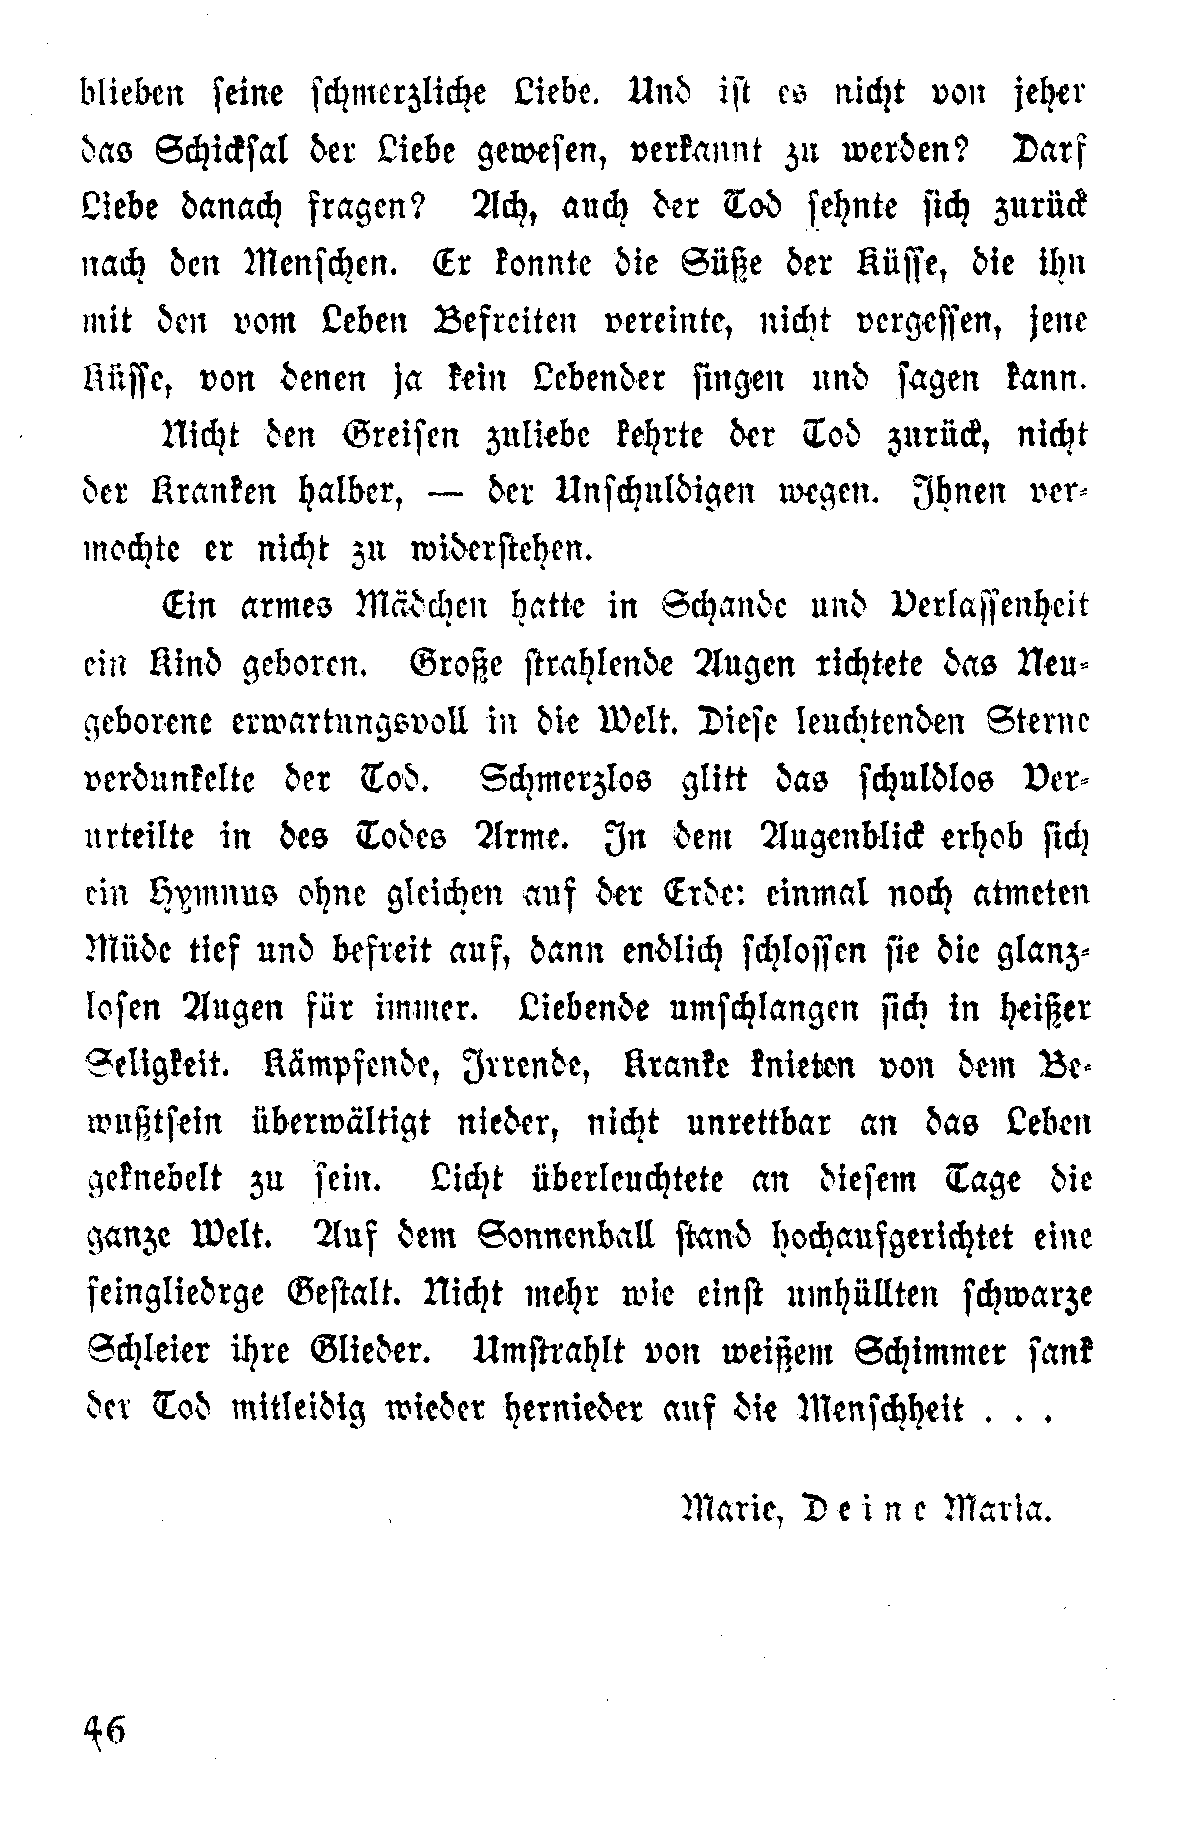 blieben seine schmerzliche Liebe. Und ist es nicht von jeher
das Schicksal der Liebe gewesen, verkannt zu werden? Darf
Liebe danach fragen? Ach, auch der Tod sehnte sich zurück
nach den Menschen. Er konnte die Süße der Küsse, die ihn
mit den vom Leben Befreiten vereinte, nicht vergessen, jene
Küsse, von denen ja kein Lebender singen und sagen kann.
Nicht den Greisen zuliebe kehrte der Tod zurück, nicht
der Kranken halber, — der Unschuldigen wegen. Ihnen ver-
mochte er nicht zu widerstehen.
Ein armes Mädchen hatte in Schande und Verlassenheit
ein Kind geboren. Große strahlende Augen richtete das Neu-
geborene erwartungsvoll in die Welt. Diese leuchtenden Sterne
verdunkelte der Tod. Schmerzlos glitt das schuldlos Ver-
urteilte in des Todes Arme. In dem Augenblick erhob sich
ein Hymnus ohne gleichen auf der Erde: einmal noch atmeten
Müde tief und befreit auf, dann endlich schlossen sie die glanz-
losen Augen für immer. Liebende umschlangen sich in heißer
Seligkeit. Kämpfende, Irrende, Kranke knieten von dem Be-
wußtsein überwältigt nieder, nicht unrettbar an das Leben
geknebelt zu sein. Licht überleuchtete an diesem Tage die
ganze Welt. Auf dem Sonnenball stand hochaufgerichtet eine
feingliedrge Gestalt. Nicht mehr wie einst umhüllten schwarze
Schleier ihre Glieder. Umstrahlt von weißem Schimmer sank
der Tod mitleidig wieder hernieder auf die Menschheit . . .
Marie, Deine Maria.
46